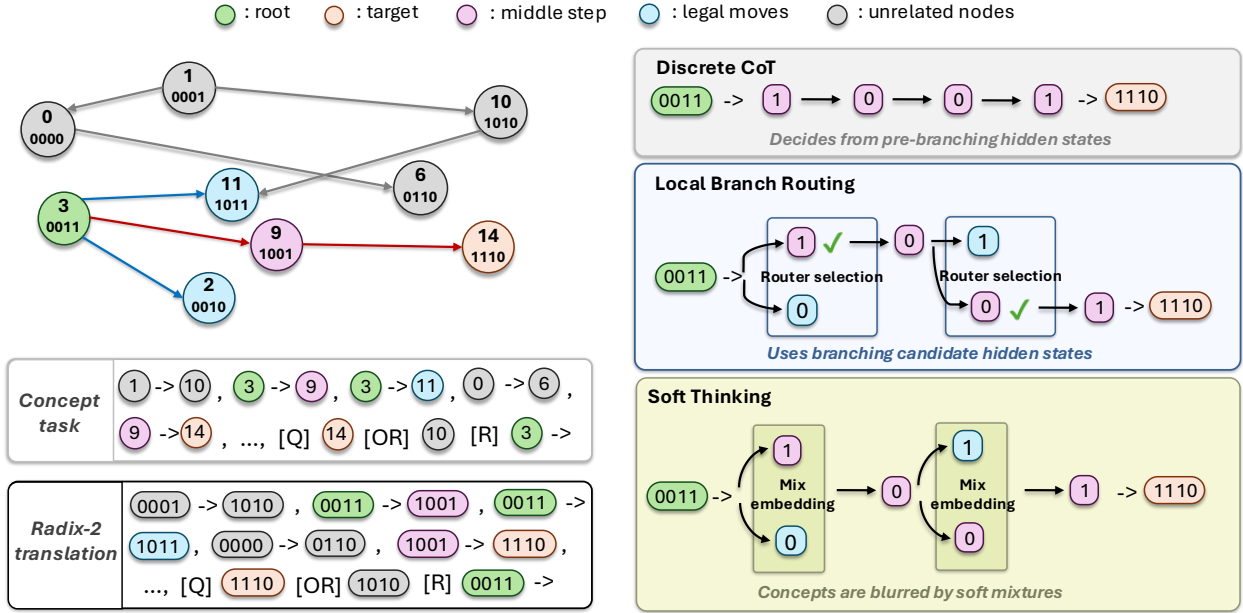 : root : target : middle step : legal moves : unrelated nodes
1
0001
0
0000
10
1010
6
0110
11
1011
3
0011
9
1001
14
1110
2
0010
Concept task
1 -> 10 , 3 -> 9 , 3 -> 11 , 0 -> 6 ,
9 -> 14 , ..., [Q] 14 [OR] 10 [R] 3 ->
Radix-2 translation
0001 -> 1010 , 0011 -> 1001 , 0011 ->
1011 , 0000 -> 0110 , 1001 -> 1110 ,
..., [Q] 1110 [OR] 1010 [R] 0011 ->
Discrete CoT
0011 -> 1 0 0 1 -> 1110
Decides from pre-branching hidden states
Local Branch Routing
1 ✓ 0 1
0011 -> Router selection Router selection
0 0 ✓ 1 -> 1110
Uses branching candidate hidden states
Soft Thinking
1 1
0011 -> Mix embedding 0 Mix embedding 1 -> 1110
0 0
Concepts are blurred by soft mixtures